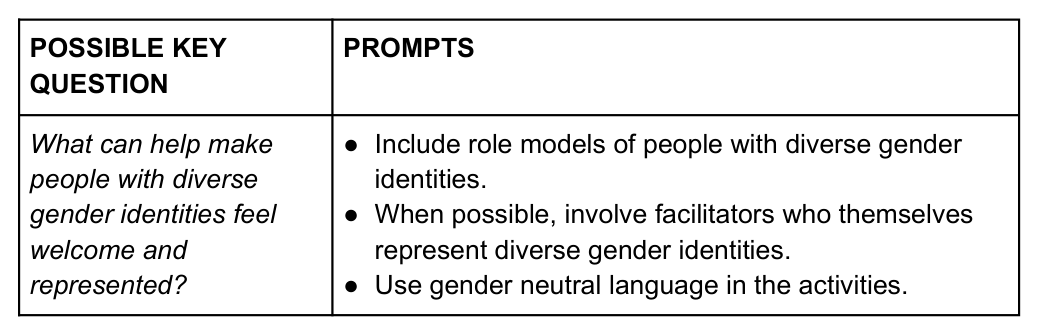 POSSIBLE KEY
QUESTION
PROMPTS
What can help make
people with diverse
gender identities feel
welcome and
represented?
● Include role models of people with diverse gender
identities.
● When possible, involve facilitators who themselves
represent diverse gender identities.
● Use gender neutral language in the activities.